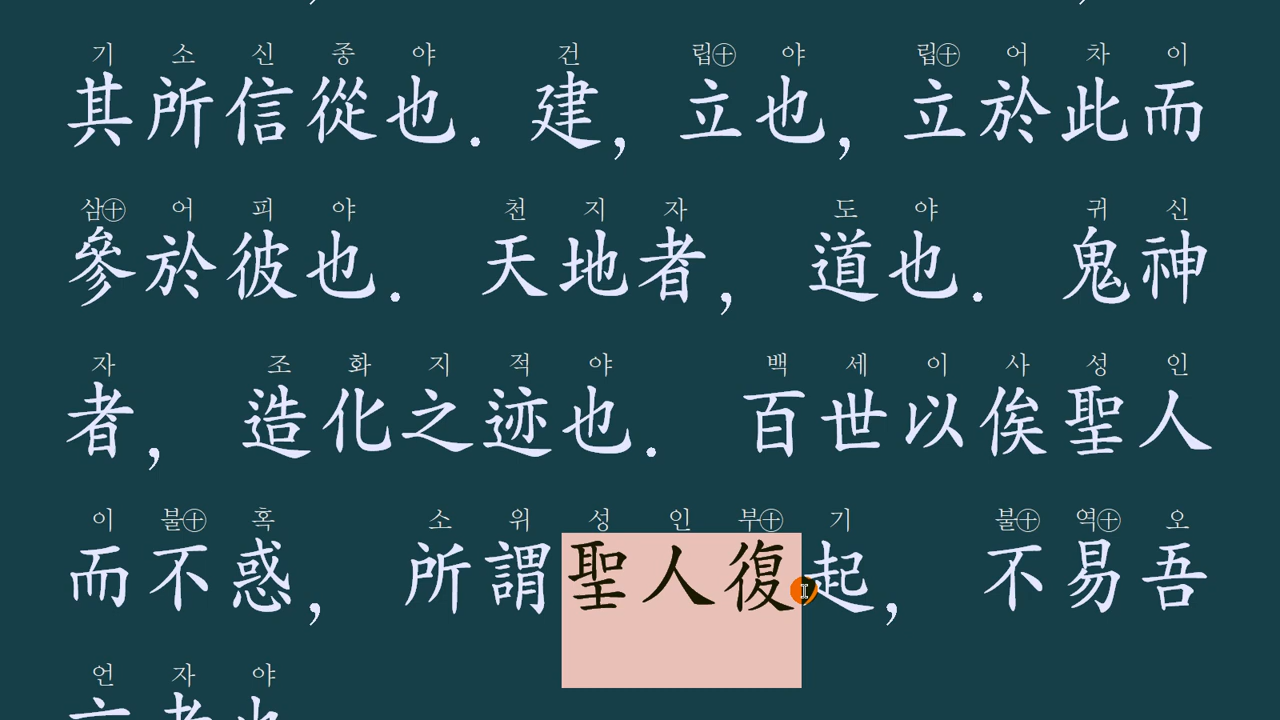 기 소 신 종 야 건 립㊉ 야 립㊉ 어 차 이
其所信從也. 建, 立也, 立於此而
삼㊉ 어 피 야 천 지 자 도 야 귀 신
參於彼也. 天地者, 道也. 鬼神
자 조 화 지 적 야 백 세 이 사 성 인
者, 造化之迹也. 百世以俟聖人
이 불㊉ 혹 소 위 성 인 부㊉ 기 불㊉ 역㊉ 오
而不惑, 所謂聖人復起, 不易吾
언 자 야
言者也